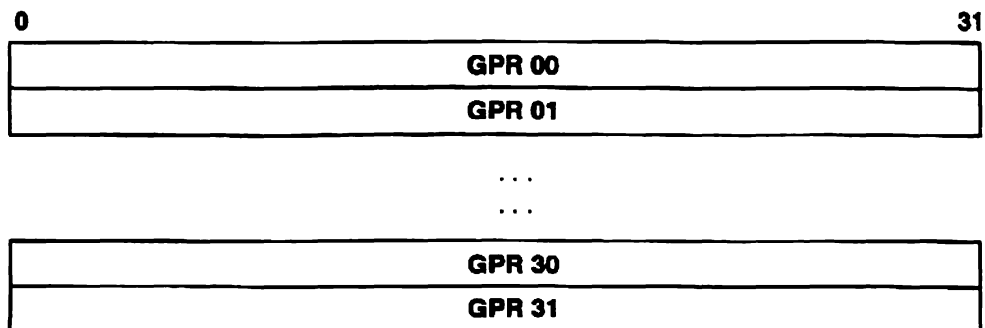 0 31
GPR 00
GPR 01
. . .
. . .
GPR 30
GPR 31